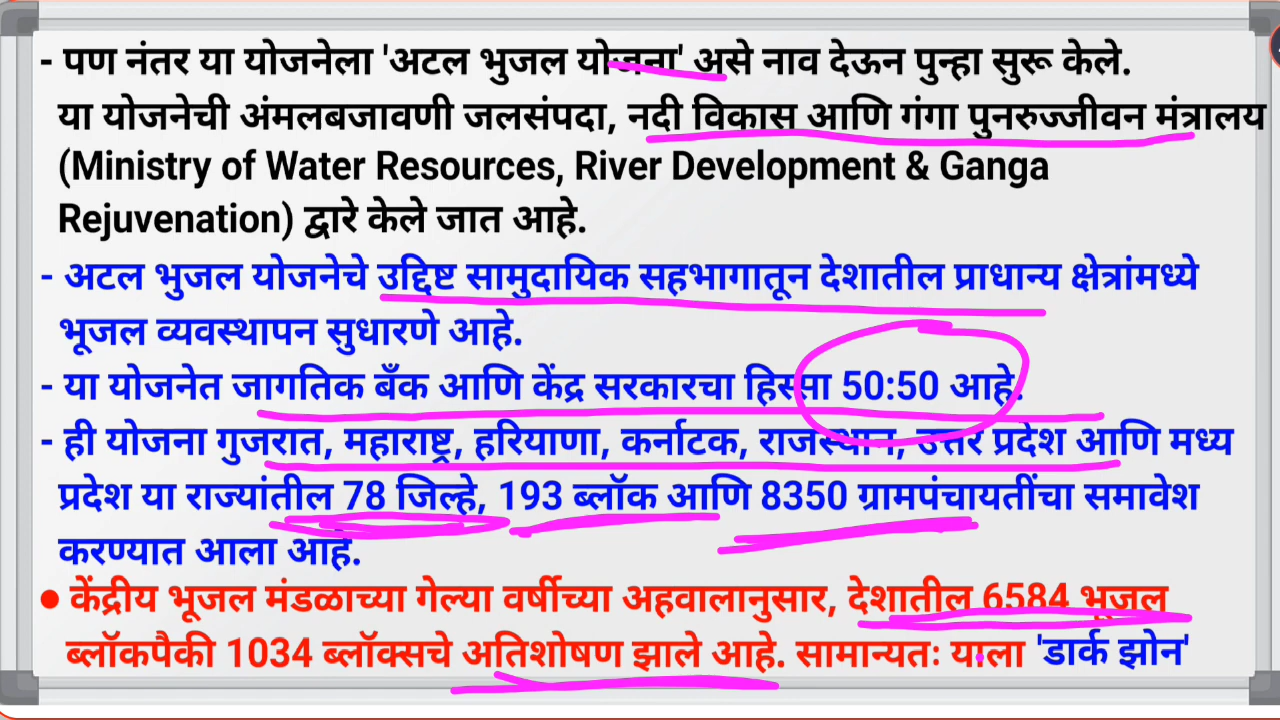 - पण नंतर या योजनेला 'अटल भुजल योजना' असे नाव देऊन पुन्हा सुरू केले.
या योजनेची अंमलबजावणी जलसंपदा, नदी विकास आणि गंगा पुनरुज्जीवन मंत्रालय
(Ministry of Water Resources, River Development & Ganga
Rejuvenation) द्वारे केले जात आहे.
- अटल भुजल योजनेचे उद्दिष्ट सामुदायिक सहभागातून देशातील प्राधान्य क्षेत्रांमध्ये
भूजल व्यवस्थापन सुधारणे आहे.
- या योजनेत जागतिक बँक आणि केंद्र सरकारचा हिस्सा 50:50 आहे.
- ही योजना गुजरात, महाराष्ट्र, हरियाणा, कर्नाटक, राजस्थान, उत्तर प्रदेश आणि मध्य
प्रदेश या राज्यांतील 78 जिल्हे, 193 ब्लॉक आणि 8350 ग्रामपंचायतींचा समावेश
करण्यात आला आहे.
● केंद्रीय भूजल मंडळाच्या गेल्या वर्षीच्या अहवालानुसार, देशातील 6584 भूजल
ब्लॉकपैकी 1034 ब्लॉक्सचे अतिशोषण झाले आहे. सामान्यतः याला 'डार्क झोन'